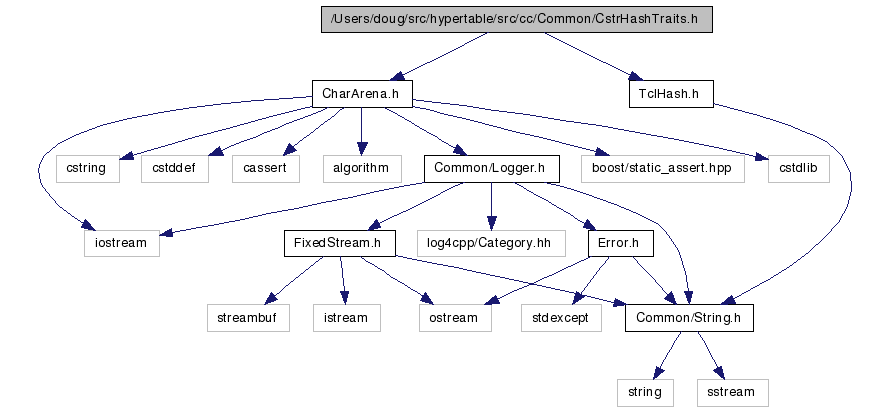 /Users/doug/src/hypertable/src/cc/Common/CstrHashTraits.h
CharArena.h
TclHash.h
cstring
cstddef
cassert
algorithm
Common/Logger.h
boost/static_assert.hpp
cstdlib
iostream
FixedStream.h
log4cpp/Category.hh
Error.h
streambuf
istream
ostream
stdexcept
Common/String.h
string
sstream